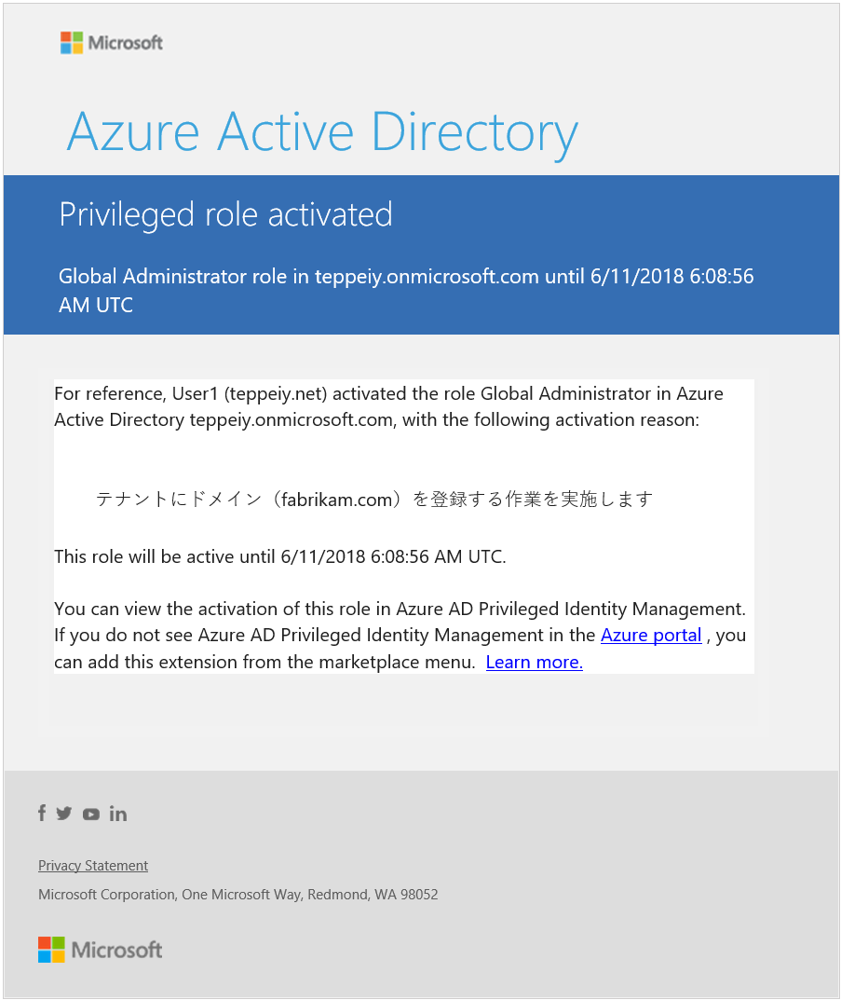 Microsoft
Azure Active Directory
Privileged role activated
Global Administrator role in teppeiy.onmicrosoft.com until 6/11/2018 6:08:56
AM UTC
For reference, User1 (teppeiy.net) activated the role Global Administrator in Azure
Active Directory teppeiy.onmicrosoft.com, with the following activation reason:
テナントにドメイン（fabrikam.com）を登録する作業を実施します
This role will be active until 6/11/2018 6:08:56 AM UTC.
You can view the activation of this role in Azure AD Privileged Identity Management.
If you do not see Azure AD Privileged Identity Management in the Azure portal , you
can add this extension from the marketplace menu.  Learn more.
Privacy Statement
Microsoft Corporation, One Microsoft Way, Redmond, WA 98052
Microsoft